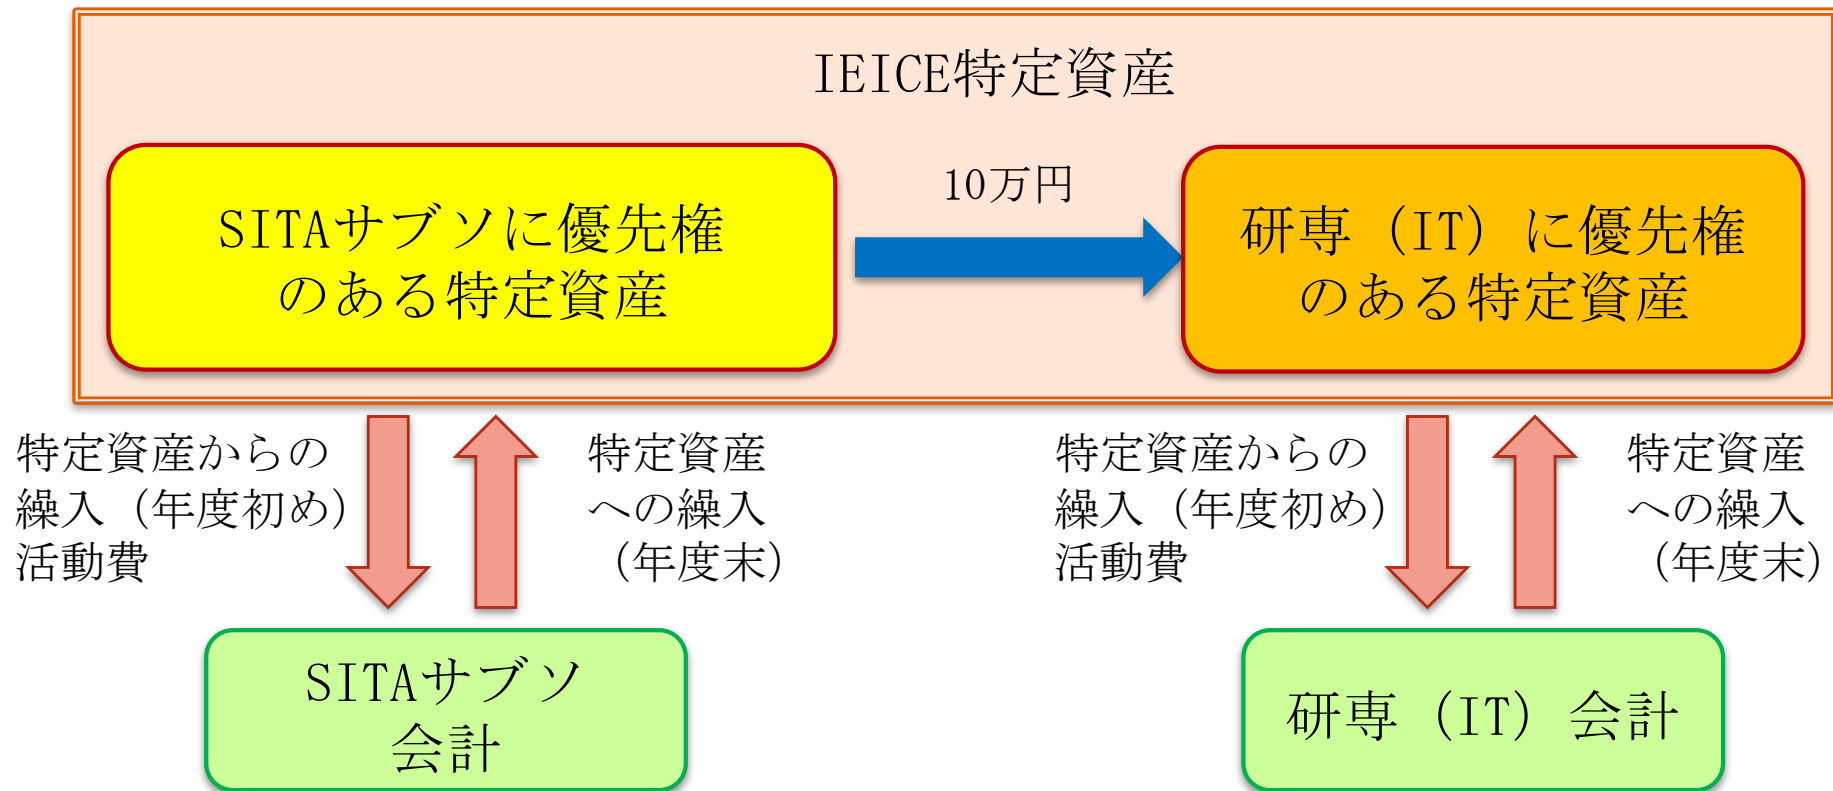 IEICE特定資産
SITAサブソに優先権
のある特定資産
10万円
研専（IT）に優先権
のある特定資産
特定資産からの
繰入（年度初め）
活動費
特定資産
への繰入
（年度末）
特定資産からの
繰入（年度初め）
活動費
特定資産
への繰入
（年度末）
SITAサブソ
会計
研専（IT）会計